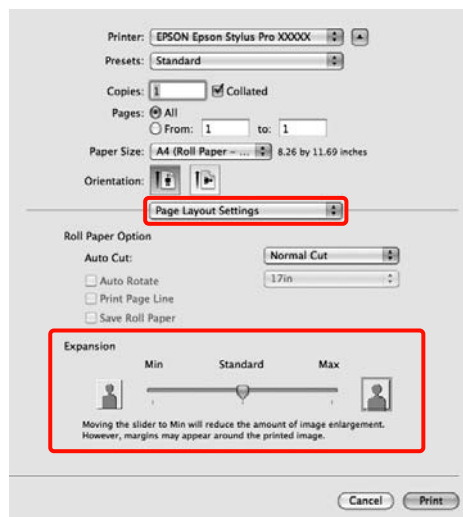 Printer: EPSON Epson Stylus Pro XXXXX
Presets: Standard
Copies: 1 Collated
Pages: All
From: 1 to: 1
Paper Size: A4 (Roll Paper – ... 8.26 by 11.69 inches
Orientation:
Page Layout Settings
Roll Paper Option
Auto Cut: Normal Cut
Auto Rotate 17in
Print Page Line
Save Roll Paper
Expansion
Min Standard Max
Moving the slider to Min will reduce the amount of image enlargement.
However, margins may appear around the printed image.
Cancel Print